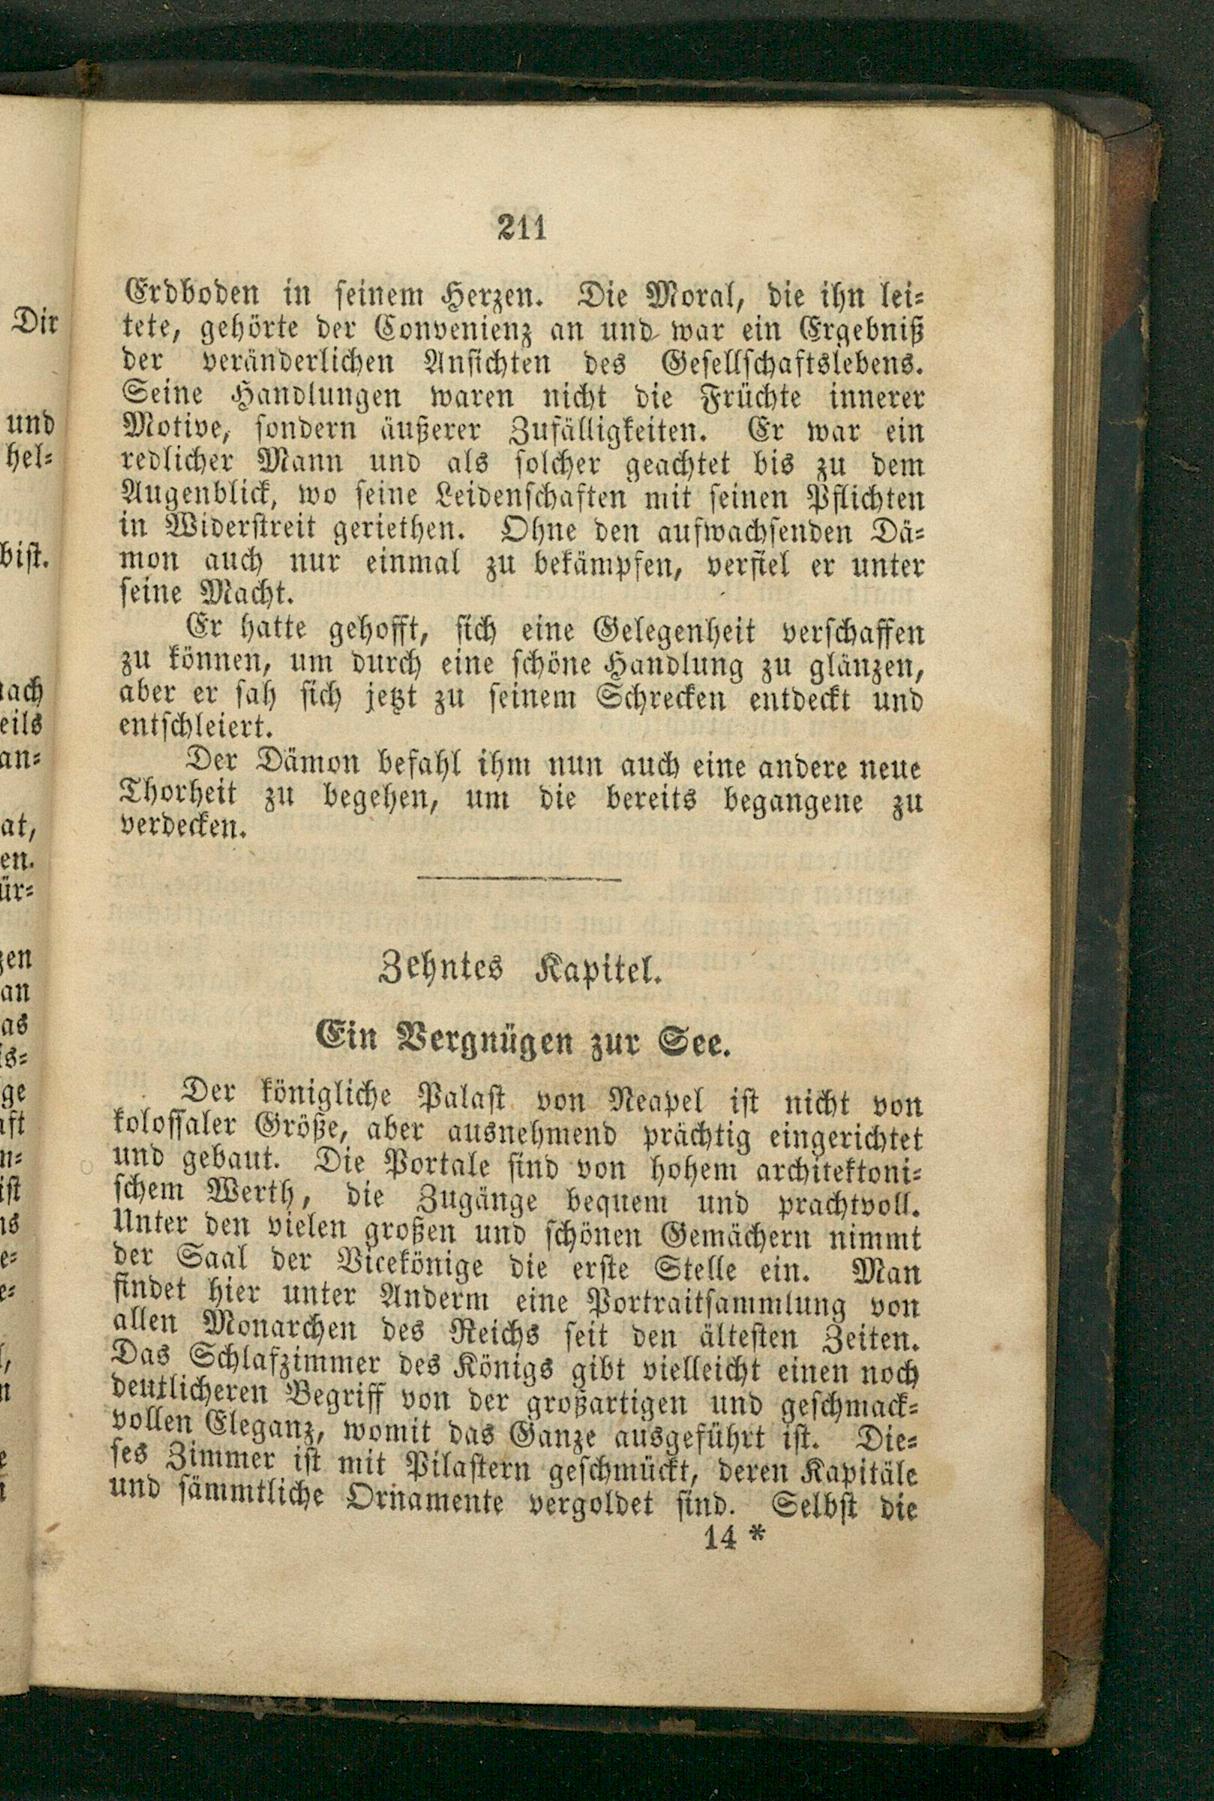 211
Erdboden in seinem Herzen. Die Moral, die ihn lei-
tete, gehörte der Convenienz an und war ein Ergebniß
der veränderlichen Ansichten des Gesellschaftslebens.
Seine Handlungen waren nicht die Früchte innerer
Motive, sondern äußerer Zufälligkeiten. Er war ein
redlicher Mann und als solcher geachtet bis zu dem
Augenblick, wo seine Leidenschaften mit seinen Pflichten
in Widerstreit geriethen. Ohne den aufwachsenden Dä-
mon auch nur einmal zu bekämpfen, verfiel er unter
seine Macht.
Er hatte gehofft, sich eine Gelegenheit verschaffen
zu können, um durch eine schöne Handlung zu glänzen,
aber er sah sich jetzt zu seinem Schrecken entdeckt und
entschleiert.
Der Dämon befahl ihm nun auch eine andere neue
Thorheit zu begehen, um die bereits begangene zu
verdecken.
Zehntes Kapitel.
Ein Vergnügen zur See.
Der königliche Palast von Neapel ist nicht von
kolossaler Größe, aber ausnehmend prächtig eingerichtet
und gebaut. Die Portale sind von hohem architektoni-
schem Werth, die Zugänge bequem und prachtvoll.
Unter den vielen großen und schönen Gemächern nimmt
der Saal der Vicekönige die erste Stelle ein. Man
findet hier unter Anderm eine Portraitsammlung von
allen Monarchen des Reichs seit den ältesten Zeiten.
Das Schlafzimmer des Königs gibt vielleicht einen noch
deutlicheren Begriff von der großartigen und geschmack-
vollen Eleganz, womit das Ganze ausgeführt ist. Die-
ses Zimmer ist mit Pilastern geschmückt, deren Kapitäle
und sämmtliche Ornamente vergoldet sind. Selbst die
14 *